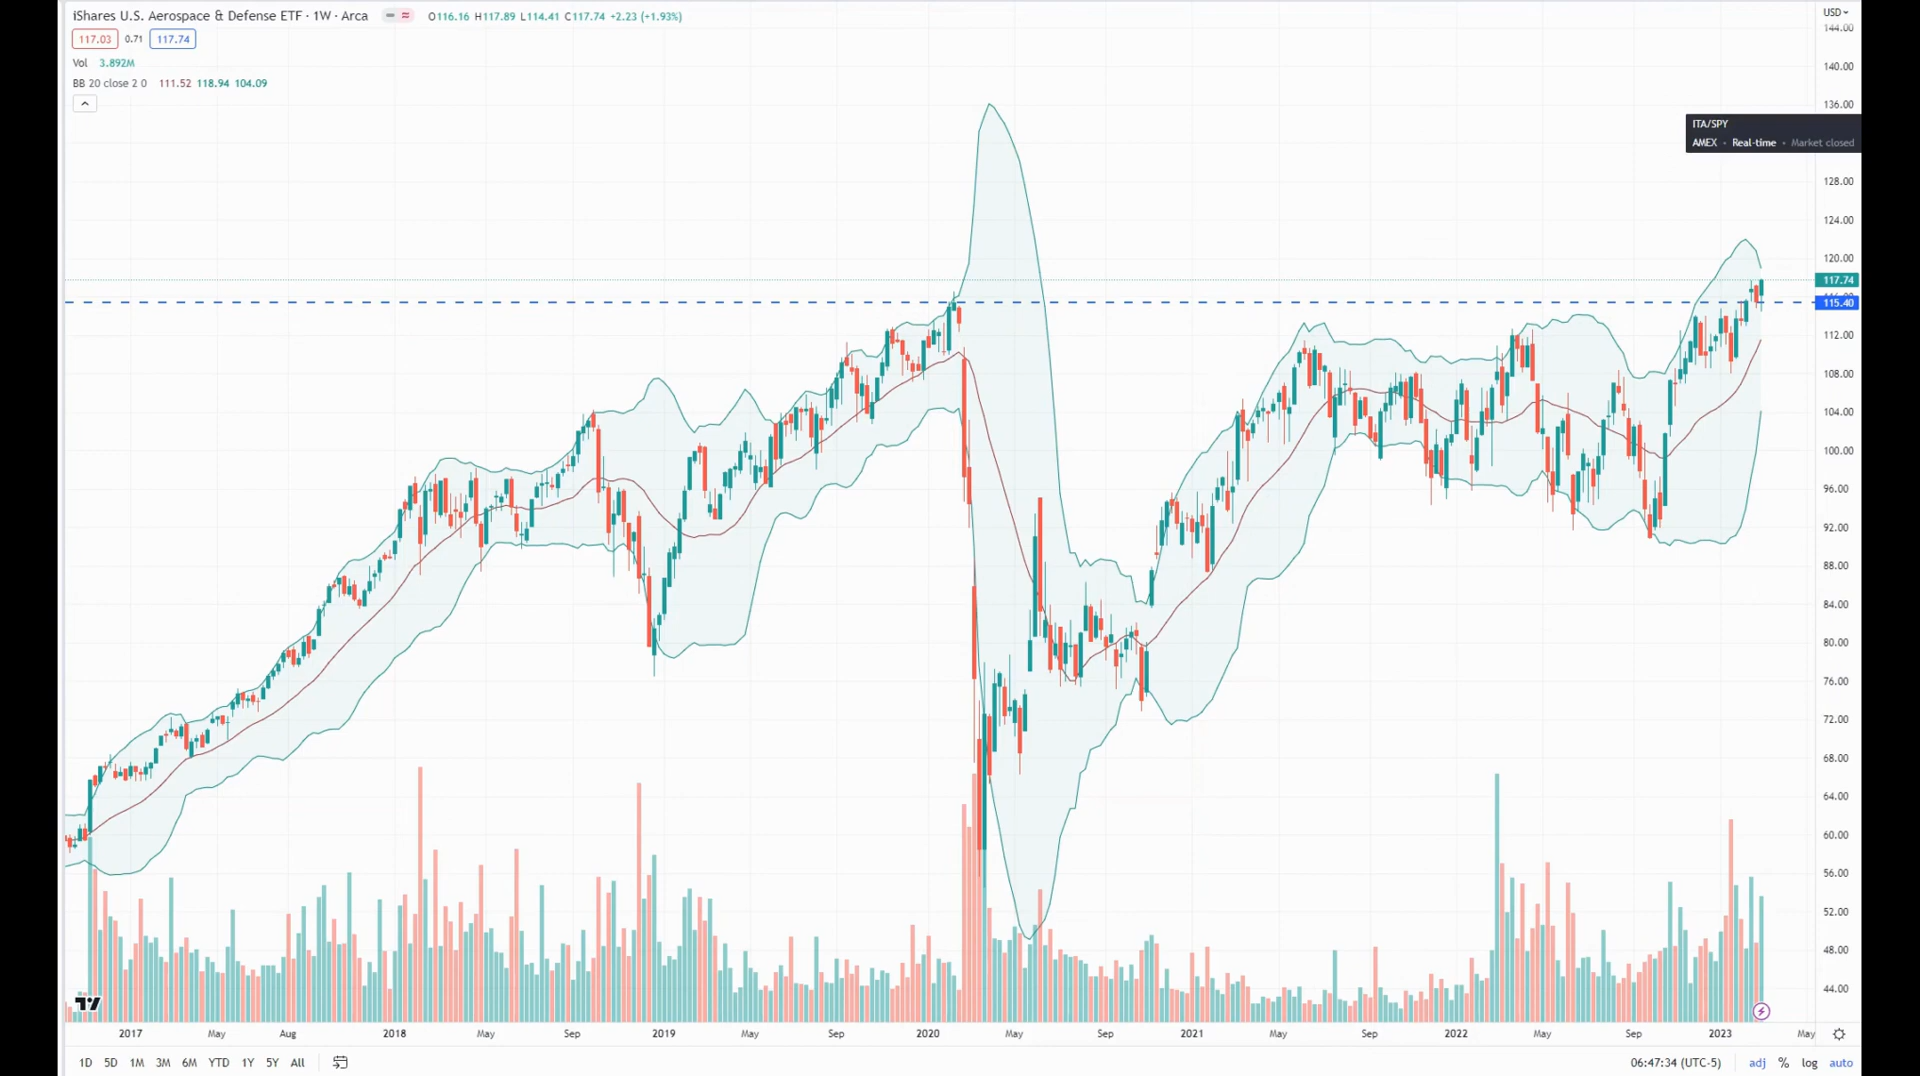 iShares U.S. Aerospace & Defense ETF · 1W · Arca O116.16 H117.89 L114.41 C117.74 +2.23 (+1.93%)
USD
117.03 0.71 117.74
144.00
Vol 3.892M
140.00
BB 20 close 2 0 111.52 118.94 104.09
136.00
ITA/SPY
AMEX • Real-time • Market closed
128.00
124.00
120.00
117.74
115.40
112.00
108.00
104.00
100.00
96.00
92.00
88.00
84.00
80.00
76.00
72.00
68.00
64.00
60.00
56.00
52.00
48.00
44.00
2017 May Aug 2018 May Sep 2019 May Sep 2020 May Sep 2021 May Sep 2022 May Sep 2023 May
1D 5D 1M 3M 6M YTD 1Y 5Y All 06:47:34 (UTC-5) adj % log auto